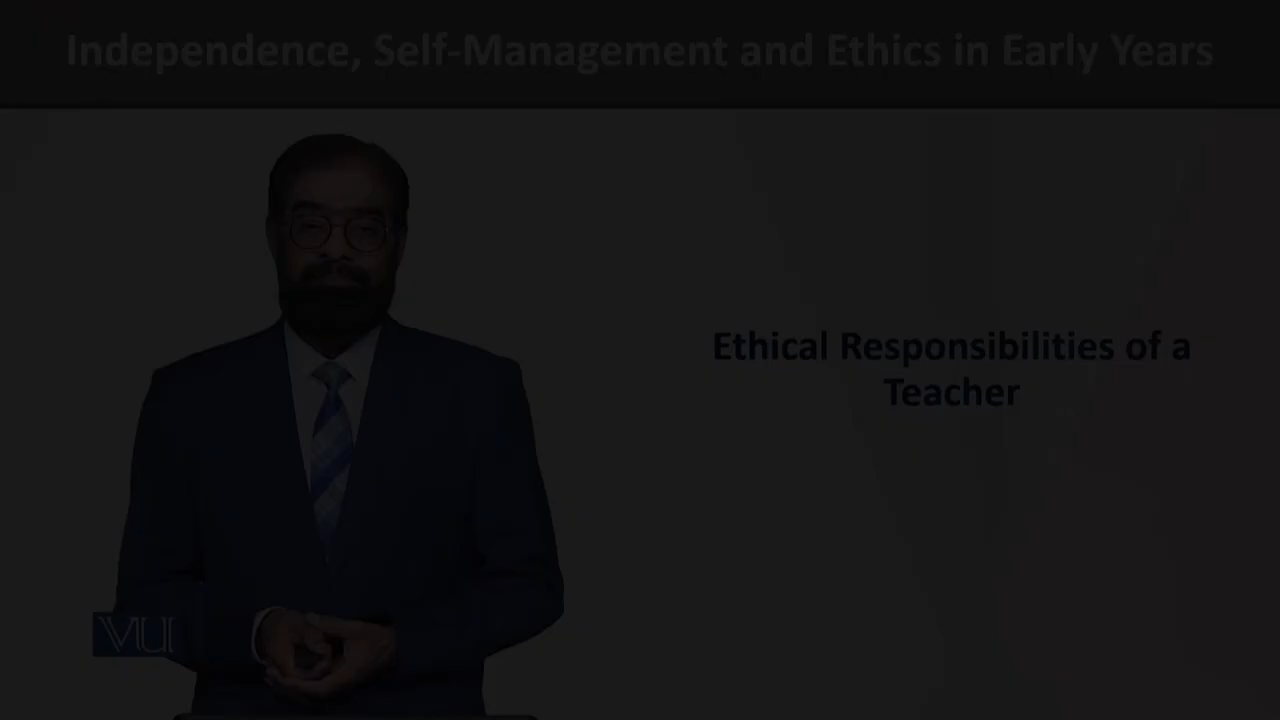 Independence, Self-Management and Ethics in Early Years
Ethical Responsibilities of a
Teacher
VU